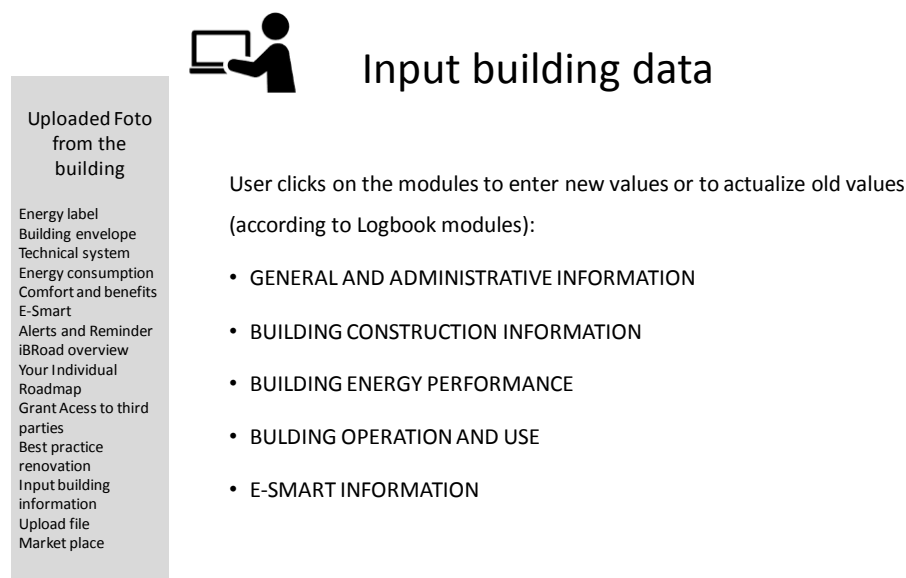 Input building data
Uploaded Foto
from the
building
Energy label
Building envelope
Technical system
Energy consumption
Comfort and benefits
E-Smart
Alerts and Reminder
iBRoad overview
Your Individual
Roadmap
Grant Acess to third
parties
Best practice
renovation
Input building
information
Upload file
Market place
User clicks on the modules to enter new values or to actualize old values
(according to Logbook modules):
• GENERAL AND ADMINISTRATIVE INFORMATION
• BUILDING CONSTRUCTION INFORMATION
• BUILDING ENERGY PERFORMANCE
• BULDING OPERATION AND USE
• E-SMART INFORMATION